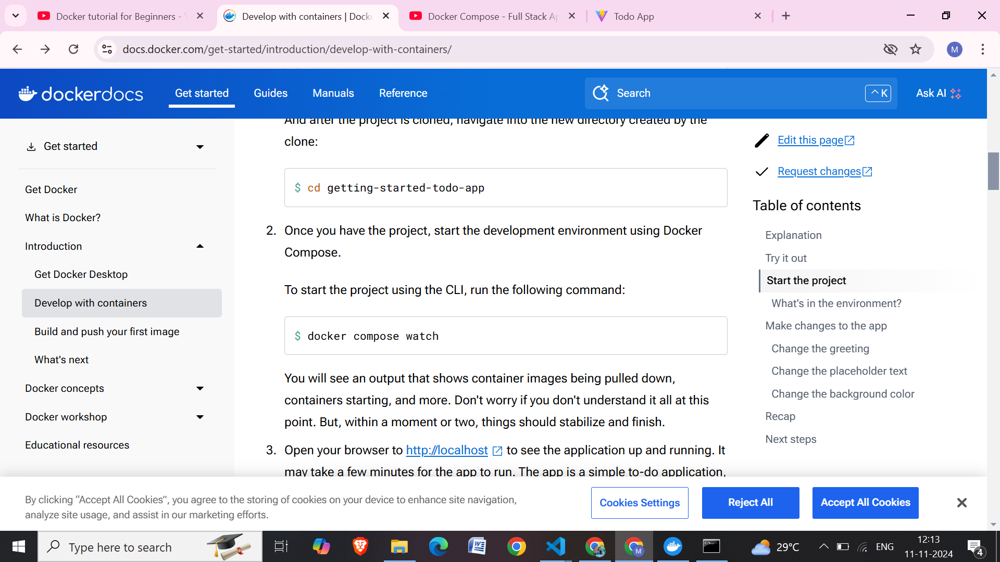 Docker tutorial for Beginners - Y
Develop with containers | Docke
Docker Compose - Full Stack Ap
Todo App
docs.docker.com/get-started/introduction/develop-with-containers/
M
dockerdocs
Get started
Guides
Manuals
Reference
Search
^ K
Ask AI
Get started
Get Docker
What is Docker?
Introduction
Get Docker Desktop
Develop with containers
Build and push your first image
What's next
Docker concepts
Docker workshop
Educational resources
And after the project is cloned, navigate into the new directory created by the
clone:
$ cd getting-started-todo-app
2. Once you have the project, start the development environment using Docker
Compose.
To start the project using the CLI, run the following command:
$ docker compose watch
You will see an output that shows container images being pulled down,
containers starting, and more. Don't worry if you don't understand it all at this
point. But, within a moment or two, things should stabilize and finish.
3. Open your browser to http://localhost to see the application up and running. It
may take a few minutes for the app to run. The app is a simple to-do application,
Edit this page
Request changes
Table of contents
Explanation
Try it out
Start the project
What's in the environment?
Make changes to the app
Change the greeting
Change the placeholder text
Change the background color
Recap
Next steps
By clicking “Accept All Cookies”, you agree to the storing of cookies on your device to enhance site navigation,
analyze site usage, and assist in our marketing efforts.
Cookies Settings
Reject All
Accept All Cookies
Type here to search
29°C
ENG
12:13
11-11-2024
4